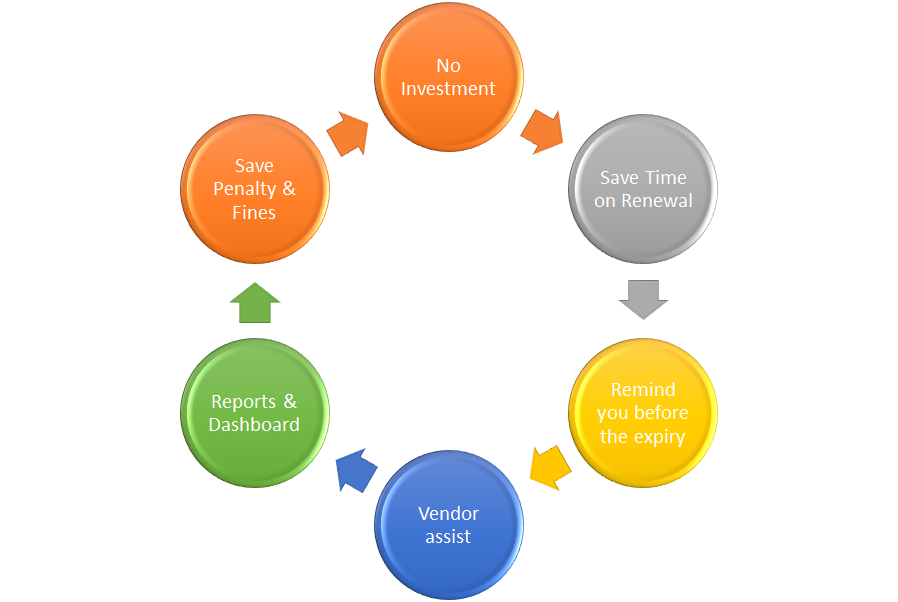 No
Investment
Save Time
on Renewal
Remind
you before
the expiry
Vendor
assist
Reports &
Dashboard
Save
Penalty &
Fines